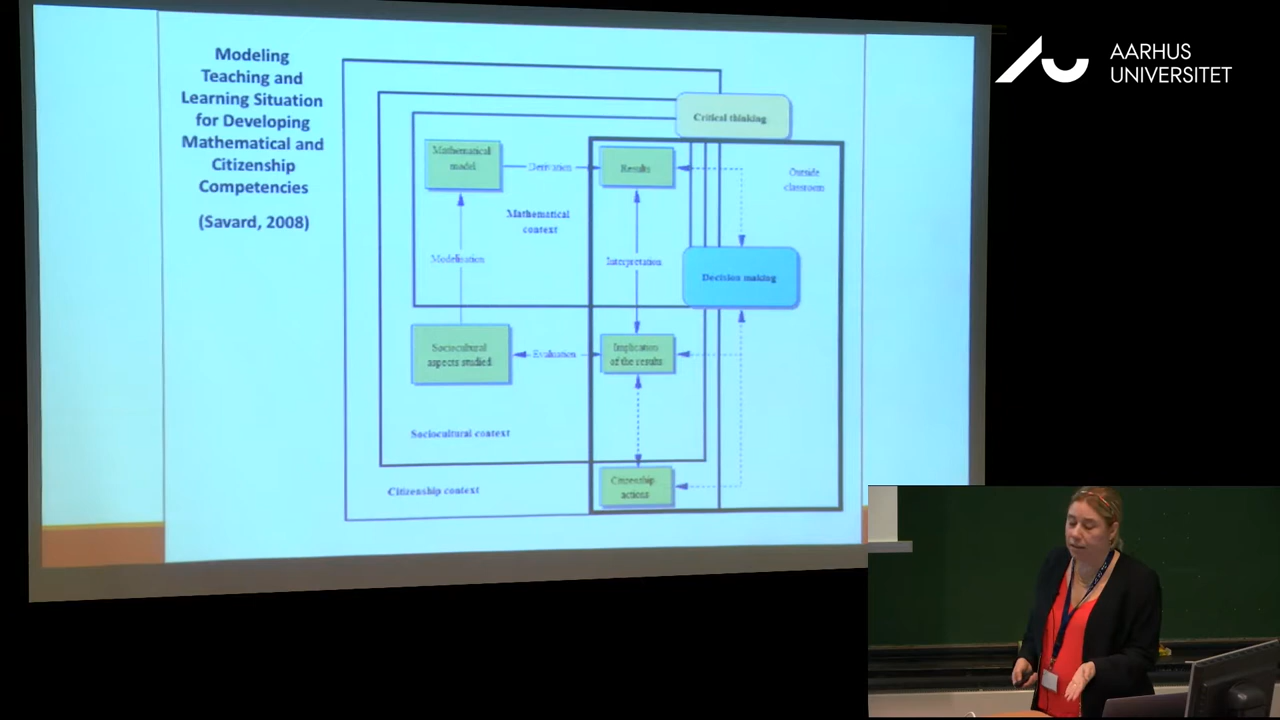 Modeling
Teaching and
Learning Situation
for Developing
Mathematical and
Citizenship
Competencies
(Savard, 2008)
Critical thinking
Mathematical
model
Derivation
Results
Outside
classroom
Mathematical
context
Modelisation
Interpretation
Decision making
Sociocultural
aspects studied
Evaluation
Implication
of the results
Sociocultural context
Citizenship context
Citizenship
actions
AARHUS
UNIVERSITET